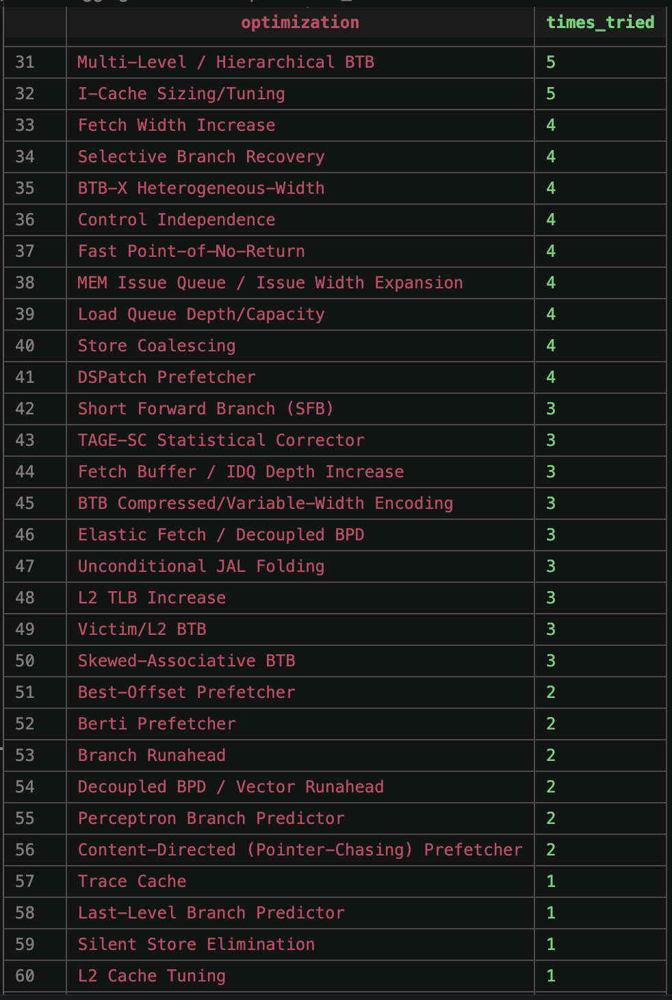 optimization times_tried
31 Multi-Level / Hierarchical BTB 5
32 I-Cache Sizing/Tuning 5
33 Fetch Width Increase 4
34 Selective Branch Recovery 4
35 BTB-X Heterogeneous-Width 4
36 Control Independence 4
37 Fast Point-of-No-Return 4
38 MEM Issue Queue / Issue Width Expansion 4
39 Load Queue Depth/Capacity 4
40 Store Coalescing 4
41 DSPatch Prefetcher 4
42 Short Forward Branch (SFB) 3
43 TAGE-SC Statistical Corrector 3
44 Fetch Buffer / IDQ Depth Increase 3
45 BTB Compressed/Variable-Width Encoding 3
46 Elastic Fetch / Decoupled BPD 3
47 Unconditional JAL Folding 3
48 L2 TLB Increase 3
49 Victim/L2 BTB 3
50 Skewed-Associative BTB 3
51 Best-Offset Prefetcher 2
52 Berti Prefetcher 2
53 Branch Runahead 2
54 Decoupled BPD / Vector Runahead 2
55 Perceptron Branch Predictor 2
56 Content-Directed (Pointer-Chasing) Prefetcher 2
57 Trace Cache 1
58 Last-Level Branch Predictor 1
59 Silent Store Elimination 1
60 L2 Cache Tuning 1